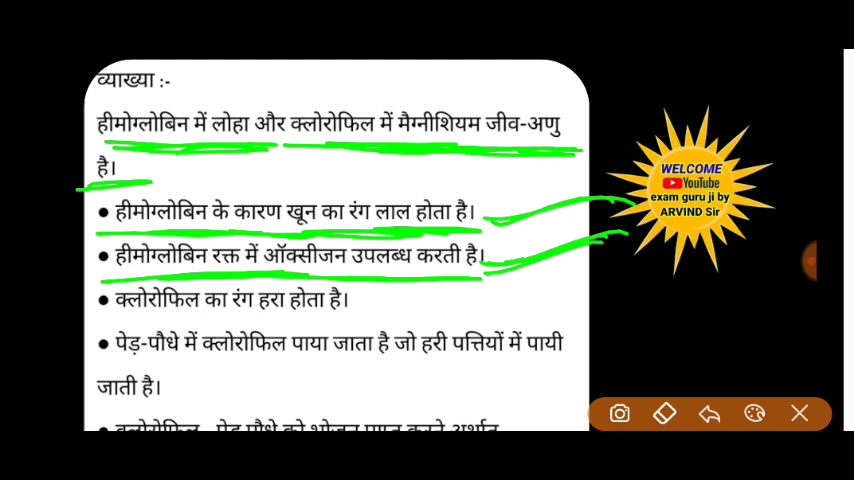 व्याख्या :-
हीमोग्लोबिन में लोहा और क्लोरोफिल में मैग्नीशियम जीव-अणु
है।
● हीमोग्लोबिन के कारण खून का रंग लाल होता है।
● हीमोग्लोबिन रक्त में ऑक्सीजन उपलब्ध करती है।
● क्लोरोफिल का रंग हरा होता है।
● पेड़-पौधे में क्लोरोफिल पाया जाता है जो हरी पत्तियों में पायी
जाती है।
WELCOME
YouTube
exam guru ji by
ARVIND Sir